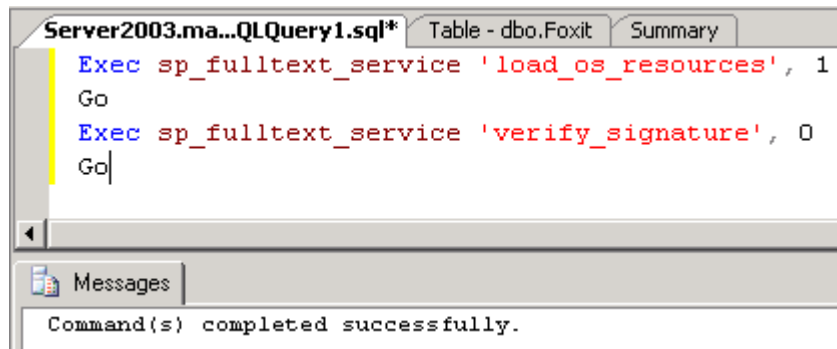 Server2003.ma...QLQuery1.sql* Table - dbo.Foxit Summary
Exec sp_fulltext_service 'load_os_resources', 1
Go
Exec sp_fulltext_service 'verify_signature', 0
Go
Messages
Command(s) completed successfully.